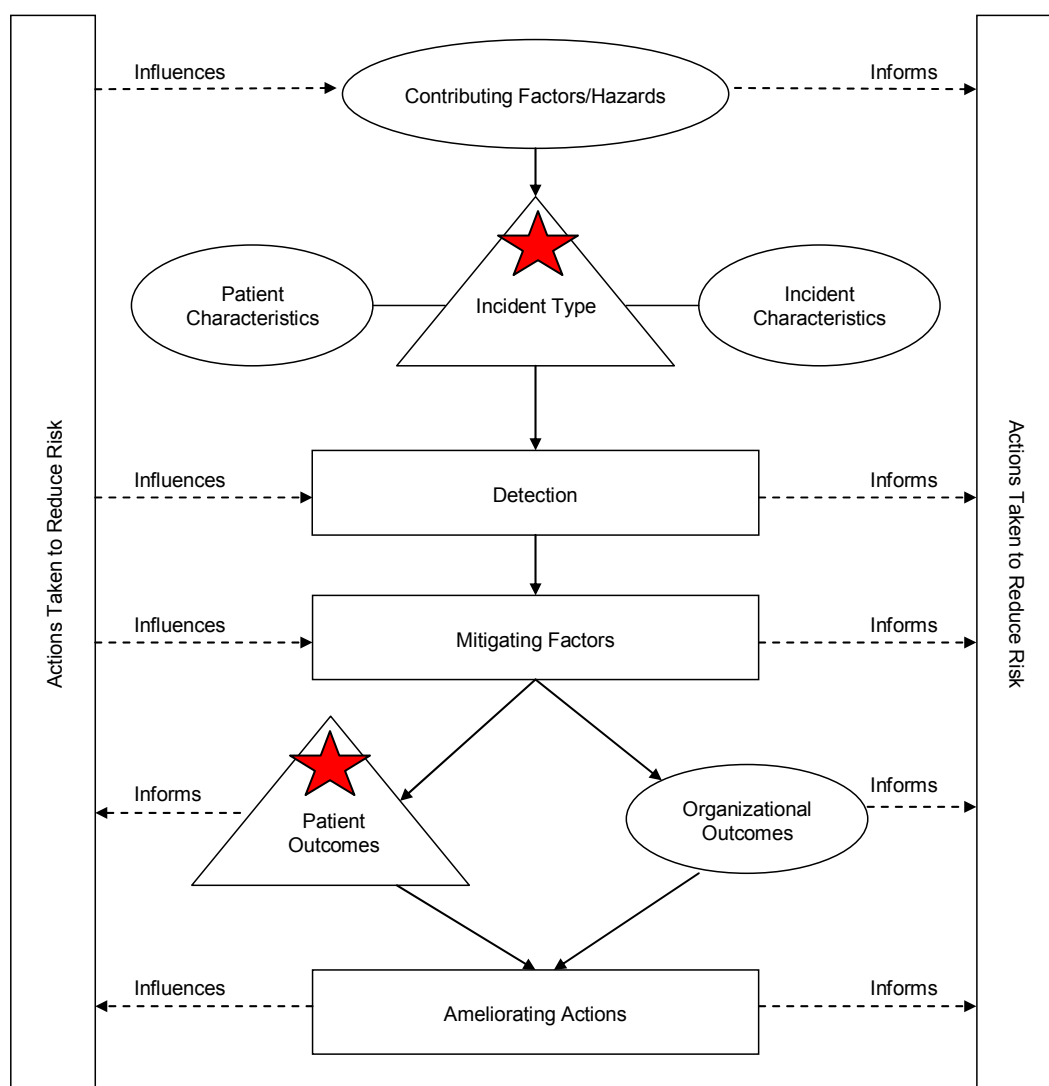 Influences
Contributing Factors/Hazards
Informs
Patient
Characteristics
Incident Type
Incident
Characteristics
Actions Taken to Reduce Risk
Influences
Detection
Informs
Actions Taken to Reduce Risk
Influences
Mitigating Factors
Informs
Informs
Patient
Outcomes
Organizational
Outcomes
Informs
Influences
Ameliorating Actions
Informs